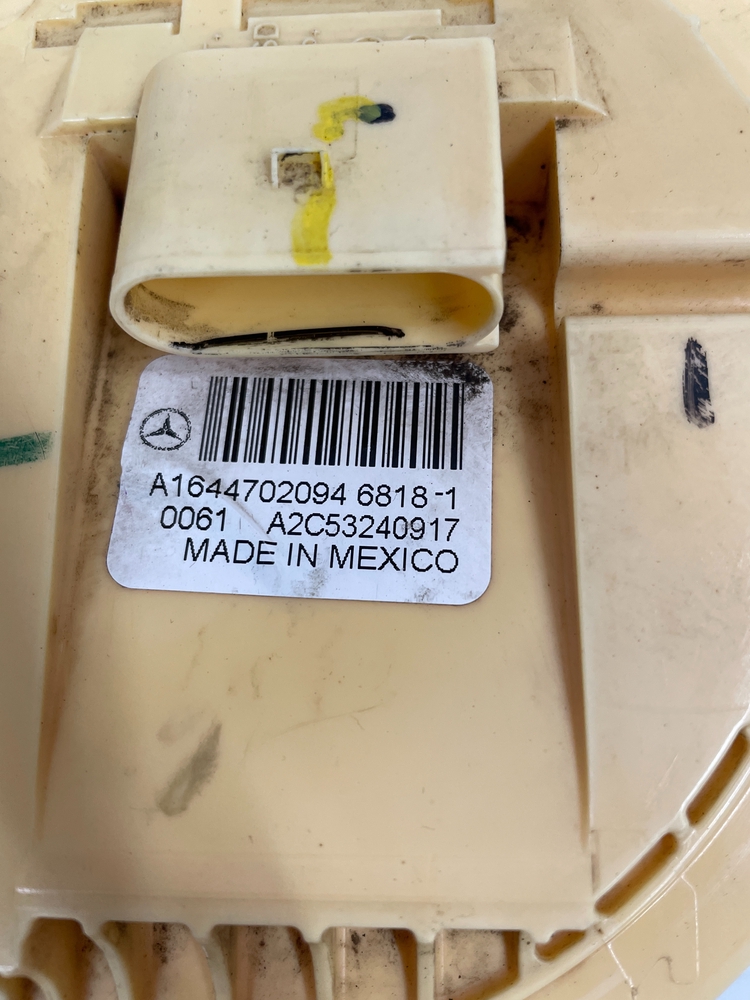 A1644702094 6818-1
0061 A2C53240917
MADE IN MEXICO